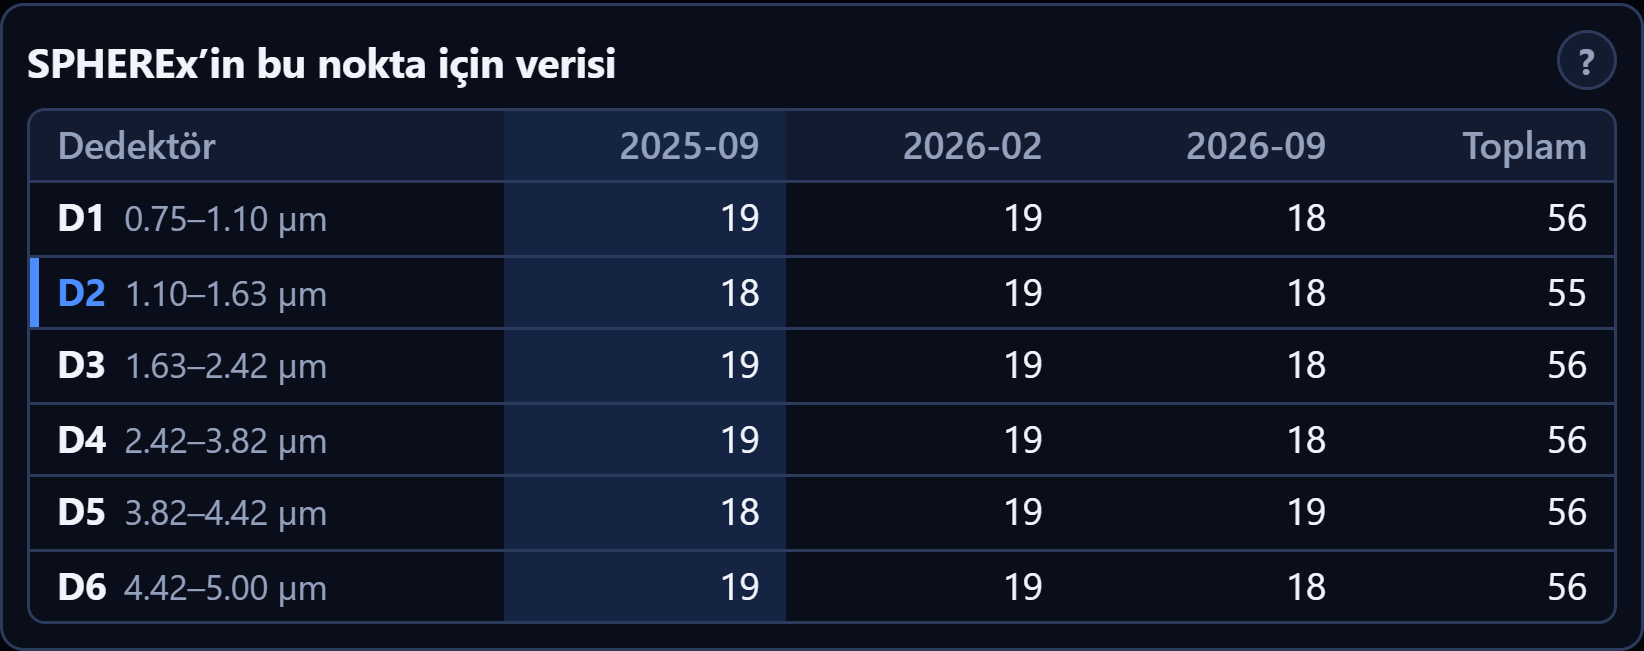 SPHEREx’in bu nokta için verisi
?
Dedektör 2025-09 2026-02 2026-09 Toplam
D1 0.75–1.10 µm 19 19 18 56
D2 1.10–1.63 µm 18 19 18 55
D3 1.63–2.42 µm 19 19 18 56
D4 2.42–3.82 µm 19 19 18 56
D5 3.82–4.42 µm 18 19 19 56
D6 4.42–5.00 µm 19 19 18 56